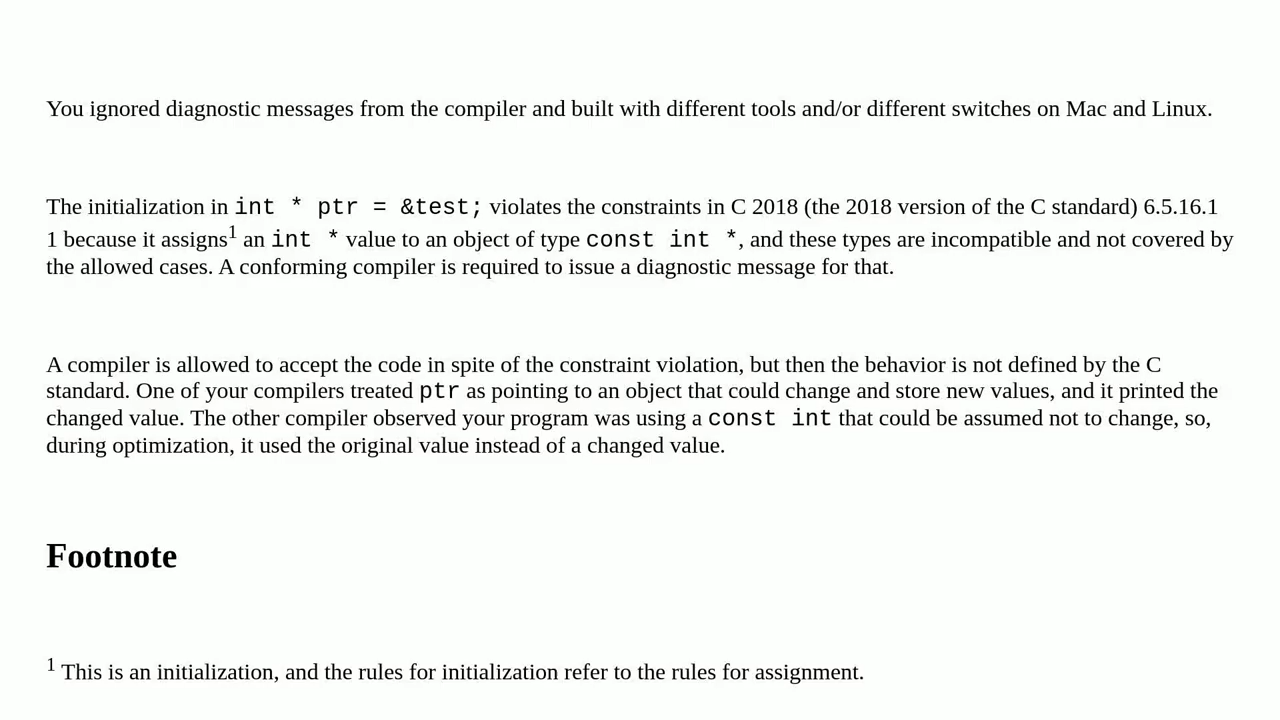 You ignored diagnostic messages from the compiler and built with different tools and/or different switches on Mac and Linux.
The initialization in int * ptr = &test; violates the constraints in C 2018 (the 2018 version of the C standard) 6.5.16.1
1 because it assigns1 an int * value to an object of type const int *, and these types are incompatible and not covered by
the allowed cases. A conforming compiler is required to issue a diagnostic message for that.
A compiler is allowed to accept the code in spite of the constraint violation, but then the behavior is not defined by the C
standard. One of your compilers treated ptr as pointing to an object that could change and store new values, and it printed the
changed value. The other compiler observed your program was using a const int that could be assumed not to change, so,
during optimization, it used the original value instead of a changed value.
Footnote
1 This is an initialization, and the rules for initialization refer to the rules for assignment.